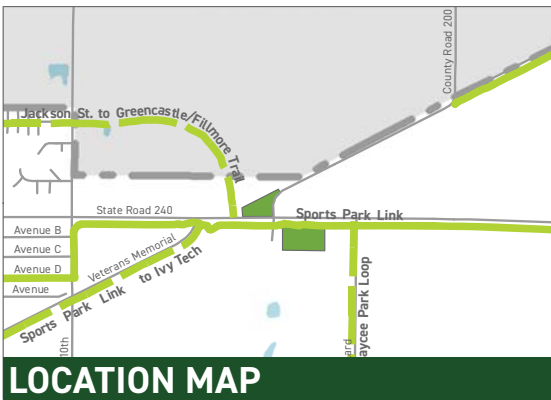 County Road 200
Jackson St. to Greencastle/Fillmore Trail
State Road 240
Sports Park Link
Avenue B
Avenue C
Avenue D
Avenue
Veterans Memorial
Sports Park Link to Ivy Tech
10th
ard
aycee Park Loop
LOCATION MAP